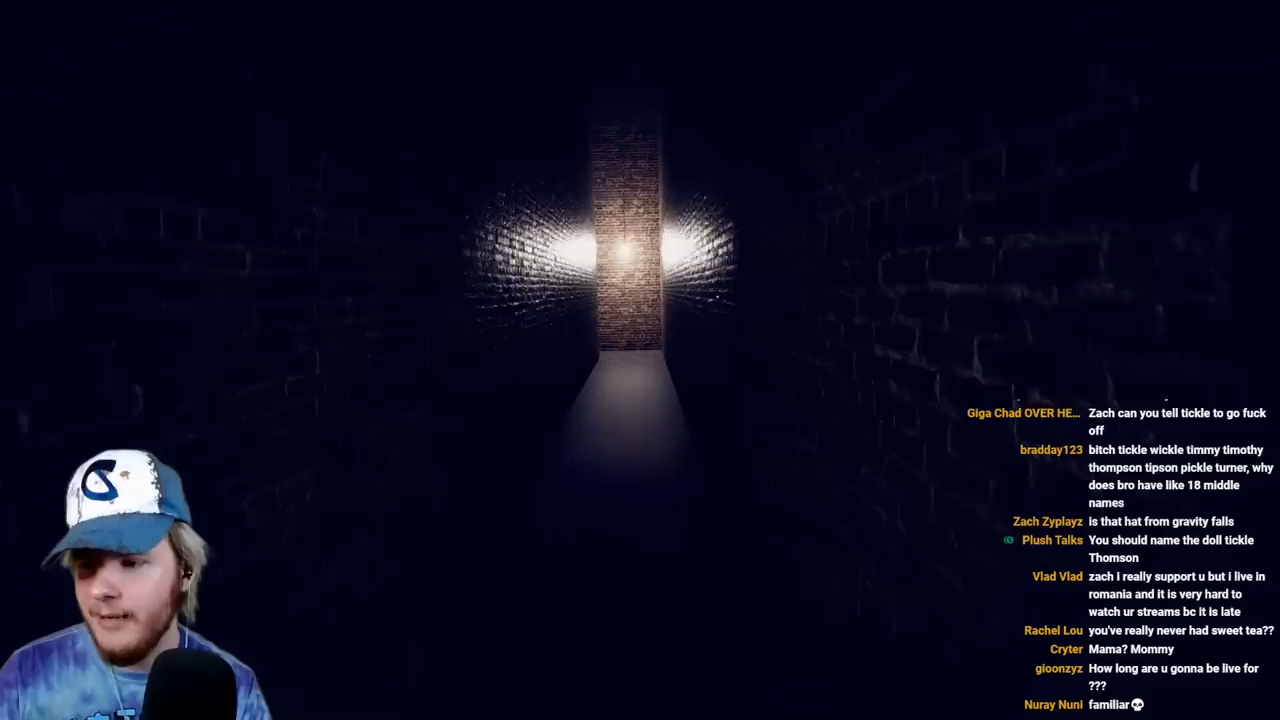 Giga Chad OVER HE... Zach can you tell tickle to go fuck
off
bradday123 bitch tickle wickle timmy timothy
thompson tipson pickle turner, why
does bro have like 18 middle
names
Zach Zyplayz is that hat from gravity falls
Plush Talks You should name the doll tickle
Thomson
Vlad Vlad zach i really support u but i live in
romania and it is very hard to
watch ur streams bc it is late
Rachel Lou you've really never had sweet tea??
Cryter Mama? Mommy
gioonzyz How long are u gonna be live for
???
Nuray Nuni familiar💀